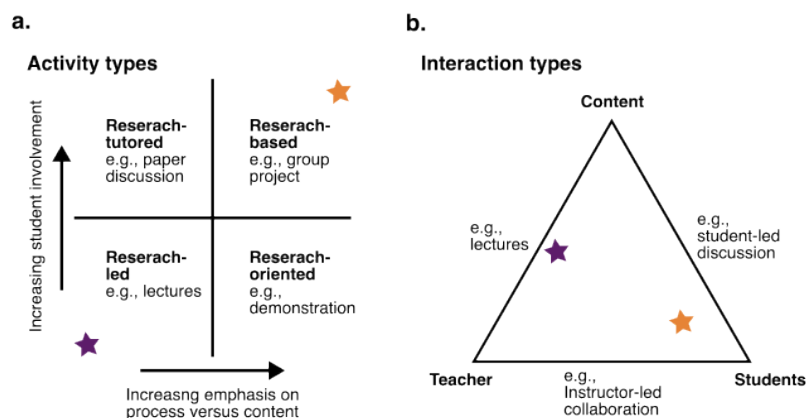 a.
Activity types
Increasing student involvement
Reserach-
tutored
e.g., paper
discussion
Reserach-
based
e.g., group
project
Reserach-
led
e.g., lectures
Reserach-
oriented
e.g.,
demonstration
Increasng emphasis on
process versus content
b.
Interaction types
Content
e.g.,
lectures
e.g.,
student-led
discussion
Teacher
e.g.,
Instructor-led
collaboration
Students